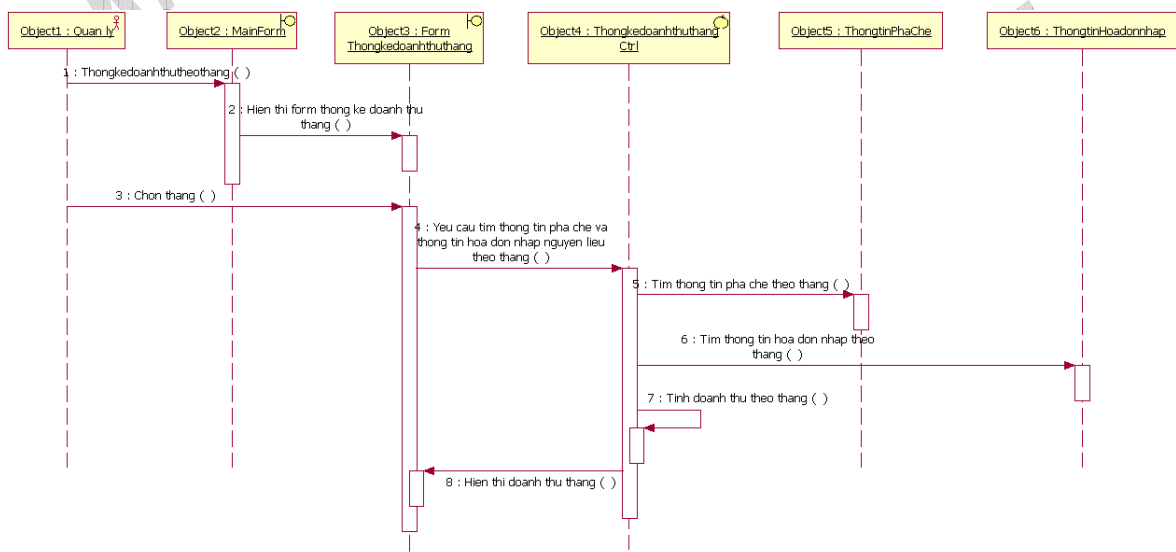 Object1 : Quan ly
Object2 : MainForm
Object3 : Form
Thongkedoanhthuthang
Object4 : Thongkedoanhthuthang
Ctrl
Object5 : ThongtinPhaChe
Object6 : ThongtinHoadonnhap
1 : Thongkedoanhthutheothang ( )
2 : Hien thi form thong ke doanh thu
thang ( )
3 : Chon thang ( )
4 : Yeu cau tim thong tin pha che va
thong tin hoa don nhap nguyen lieu
theo thang ( )
5 : Tim thong tin pha che theo thang ( )
6 : Tim thong tin hoa don nhap theo
thang ( )
7 : Tinh doanh thu theo thang ( )
8 : Hien thi doanh thu thang ( )